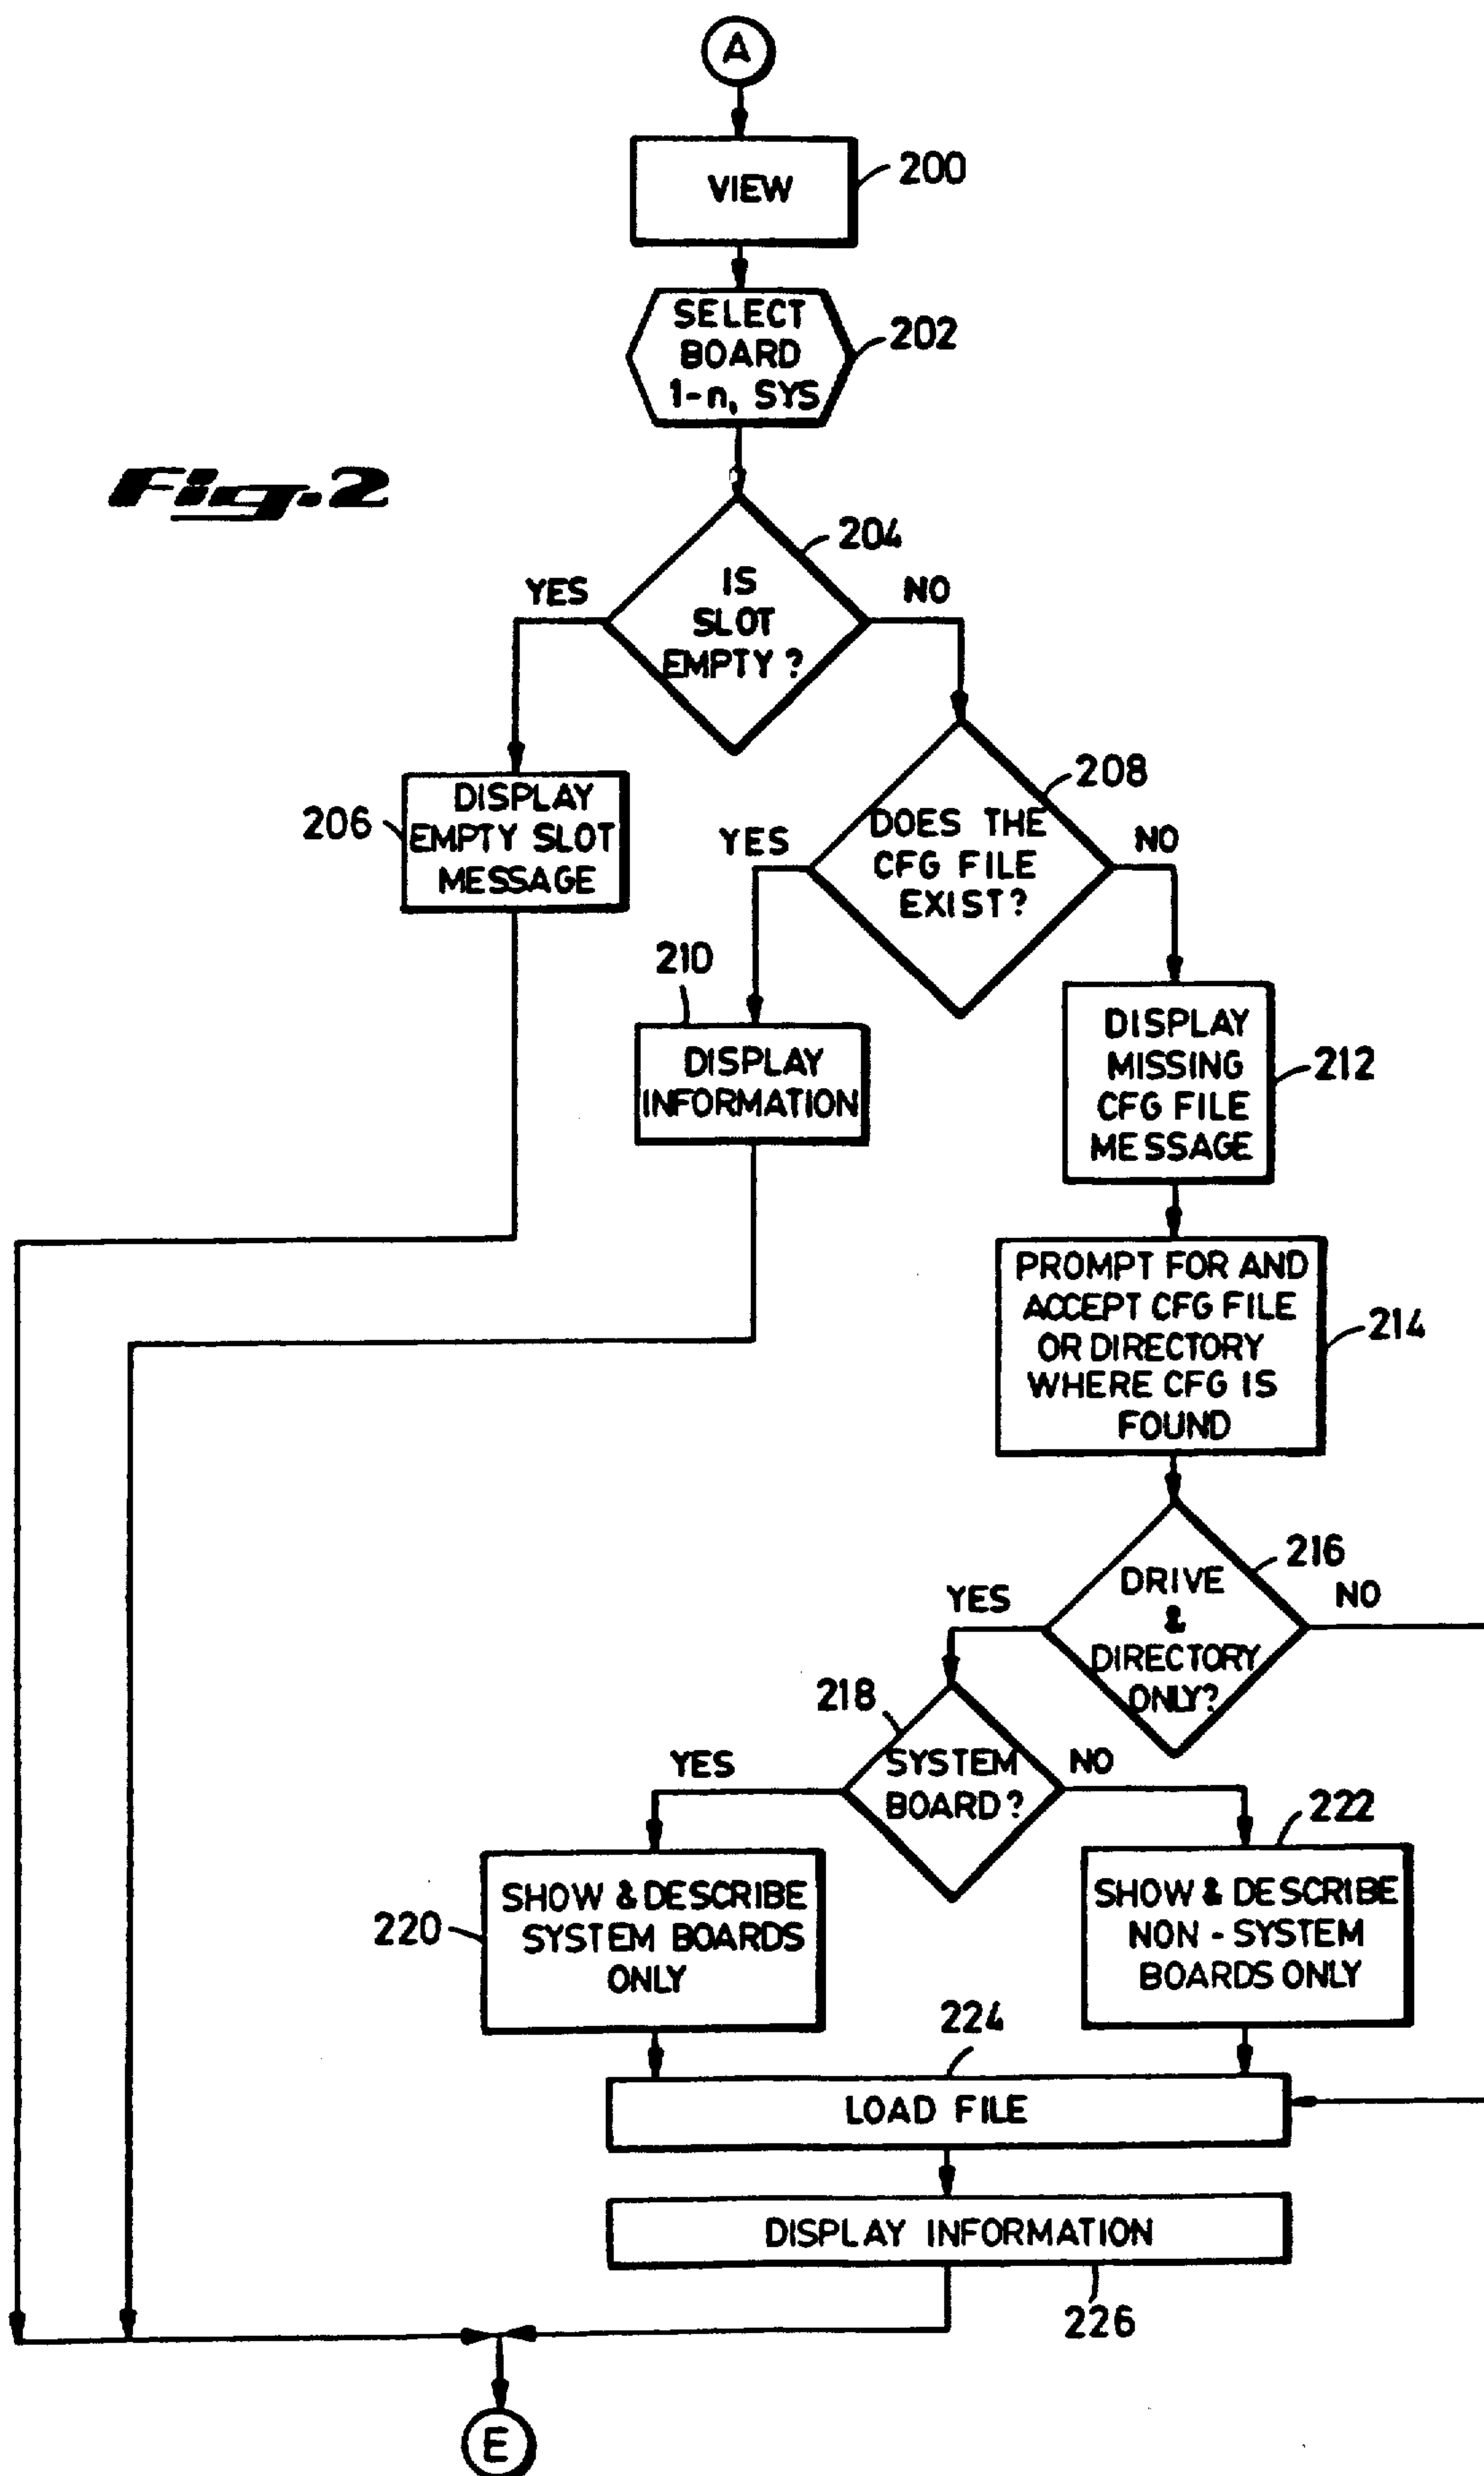 A
VIEW
200
SELECT
BOARD
1-n, SYS
202
Fig.2
204
IS
SLOT
EMPTY?
YES
NO
206
DISPLAY
EMPTY SLOT
MESSAGE
208
DOES THE
CFG FILE
EXIST?
YES
NO
210
DISPLAY
INFORMATION
DISPLAY
MISSING
CFG FILE
MESSAGE
212
PROMPT FOR AND
ACCEPT CFG FILE
OR DIRECTORY
WHERE CFG IS
FOUND
214
216
DRIVE
&
DIRECTORY
ONLY?
YES
NO
218
SYSTEM
BOARD?
YES
NO
220
SHOW & DESCRIBE
SYSTEM BOARDS
ONLY
222
SHOW & DESCRIBE
NON-SYSTEM
BOARDS ONLY
224
LOAD FILE
DISPLAY INFORMATION
226
E